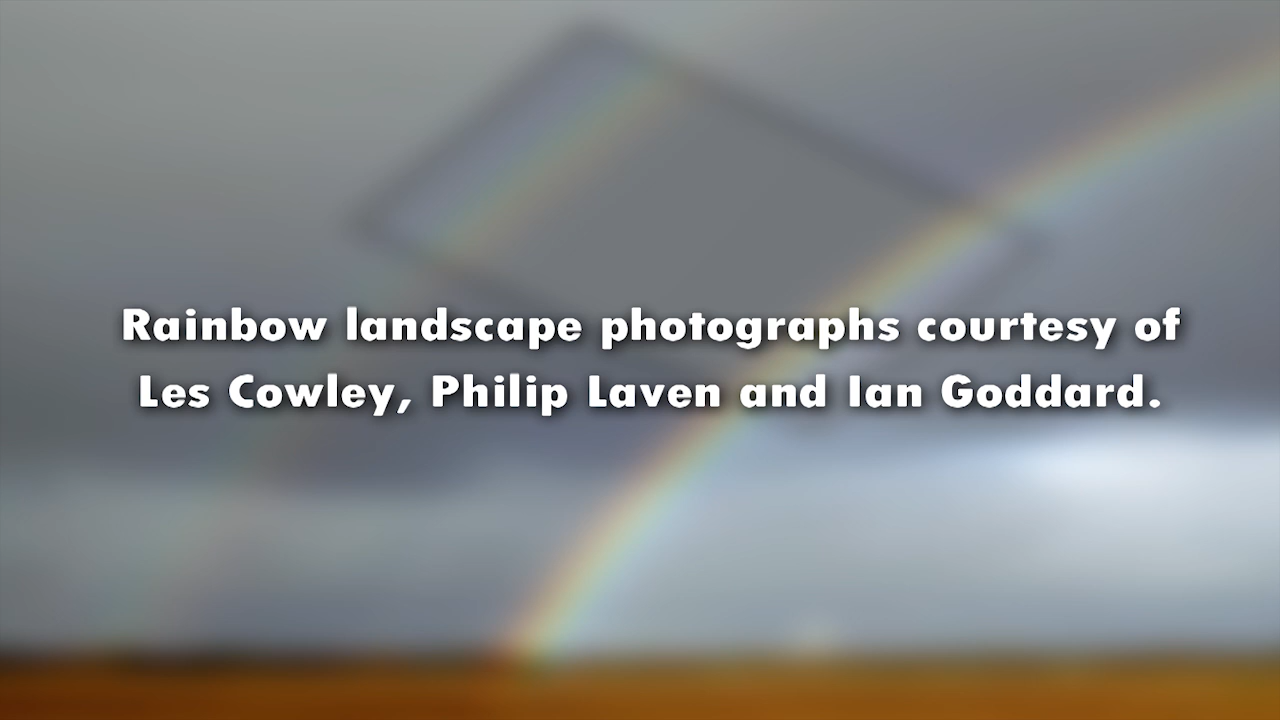 Rainbow landscape photographs courtesy of
Les Cowley, Philip Laven and Ian Goddard.